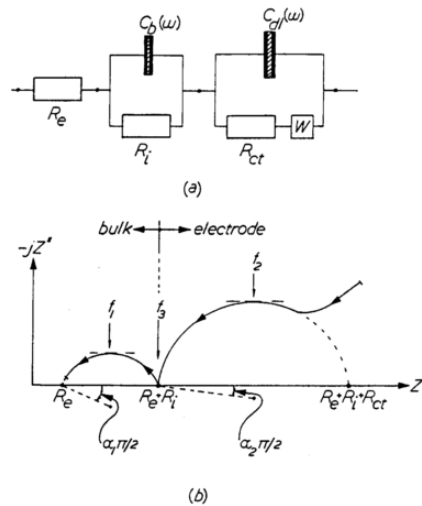 C_b(ω) C_dl(ω)
R_e R_i R_ct W
(a)
bulk electrode
-jZ″
f_1 f_3 f_2
R_e R_e+R_i R_e+R_i+R_ct Z′
α_1π/2 α_2π/2
(b)